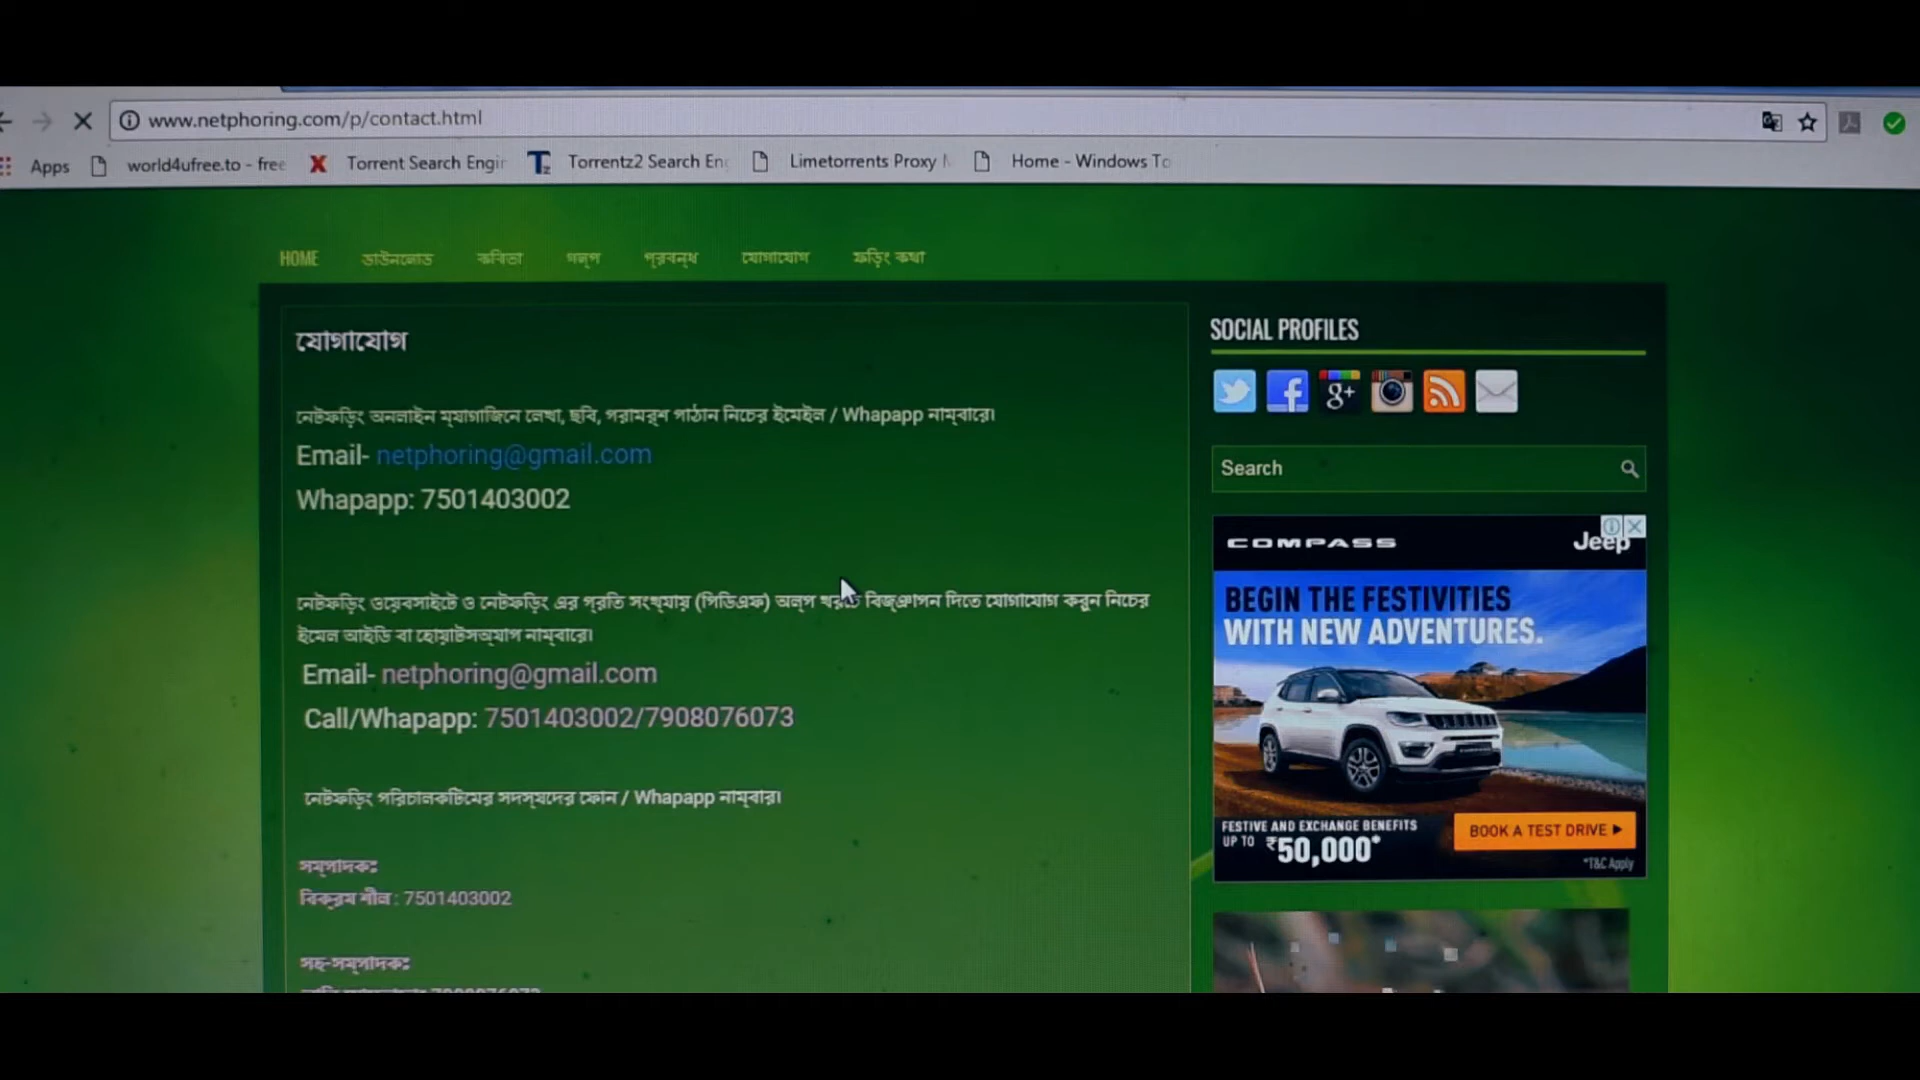 www.netphoring.com/p/contact.html
Apps world4ufree.to - free Torrent Search Engin Torrentz2 Search En Limetorrents Proxy Home - Windows To
HOME ডাউনলোড কবিতা গল্প প্রবন্ধ যোগাযোগ ফড়িং কথা
যোগাযোগ
নেটফড়িং অনলাইন ম্যাগাজিনে লেখা, ছবি, পরামর্শ পাঠান নিচের ইমেইল / Whapapp নাম্বারে।
Email- netphoring@gmail.com
Whapapp: 7501403002
নেটফড়িং ওয়েবসাইটে ও নেটফড়িং এর প্রতি সংখ্যায় (পিডিএফ) অল্প খরচে বিজ্ঞাপন দিতে যোগাযোগ করুন নিচের
ইমেল আইডি বা হোয়াটসঅ্যাপ নাম্বারে।
Email- netphoring@gmail.com
Call/Whapapp: 7501403002/7908076073
নেটফড়িং পরিচালকটিমের সদস্যদের ফোন / Whapapp নাম্বার।
সম্পাদকঃ
বিক্রম শীল : 7501403002
সহ-সম্পাদকঃ
SOCIAL PROFILES
Search
COMPASS Jeep
BEGIN THE FESTIVITIES
WITH NEW ADVENTURES.
FESTIVE AND EXCHANGE BENEFITS
UP TO ₹50,000*
BOOK A TEST DRIVE
*T&C Apply